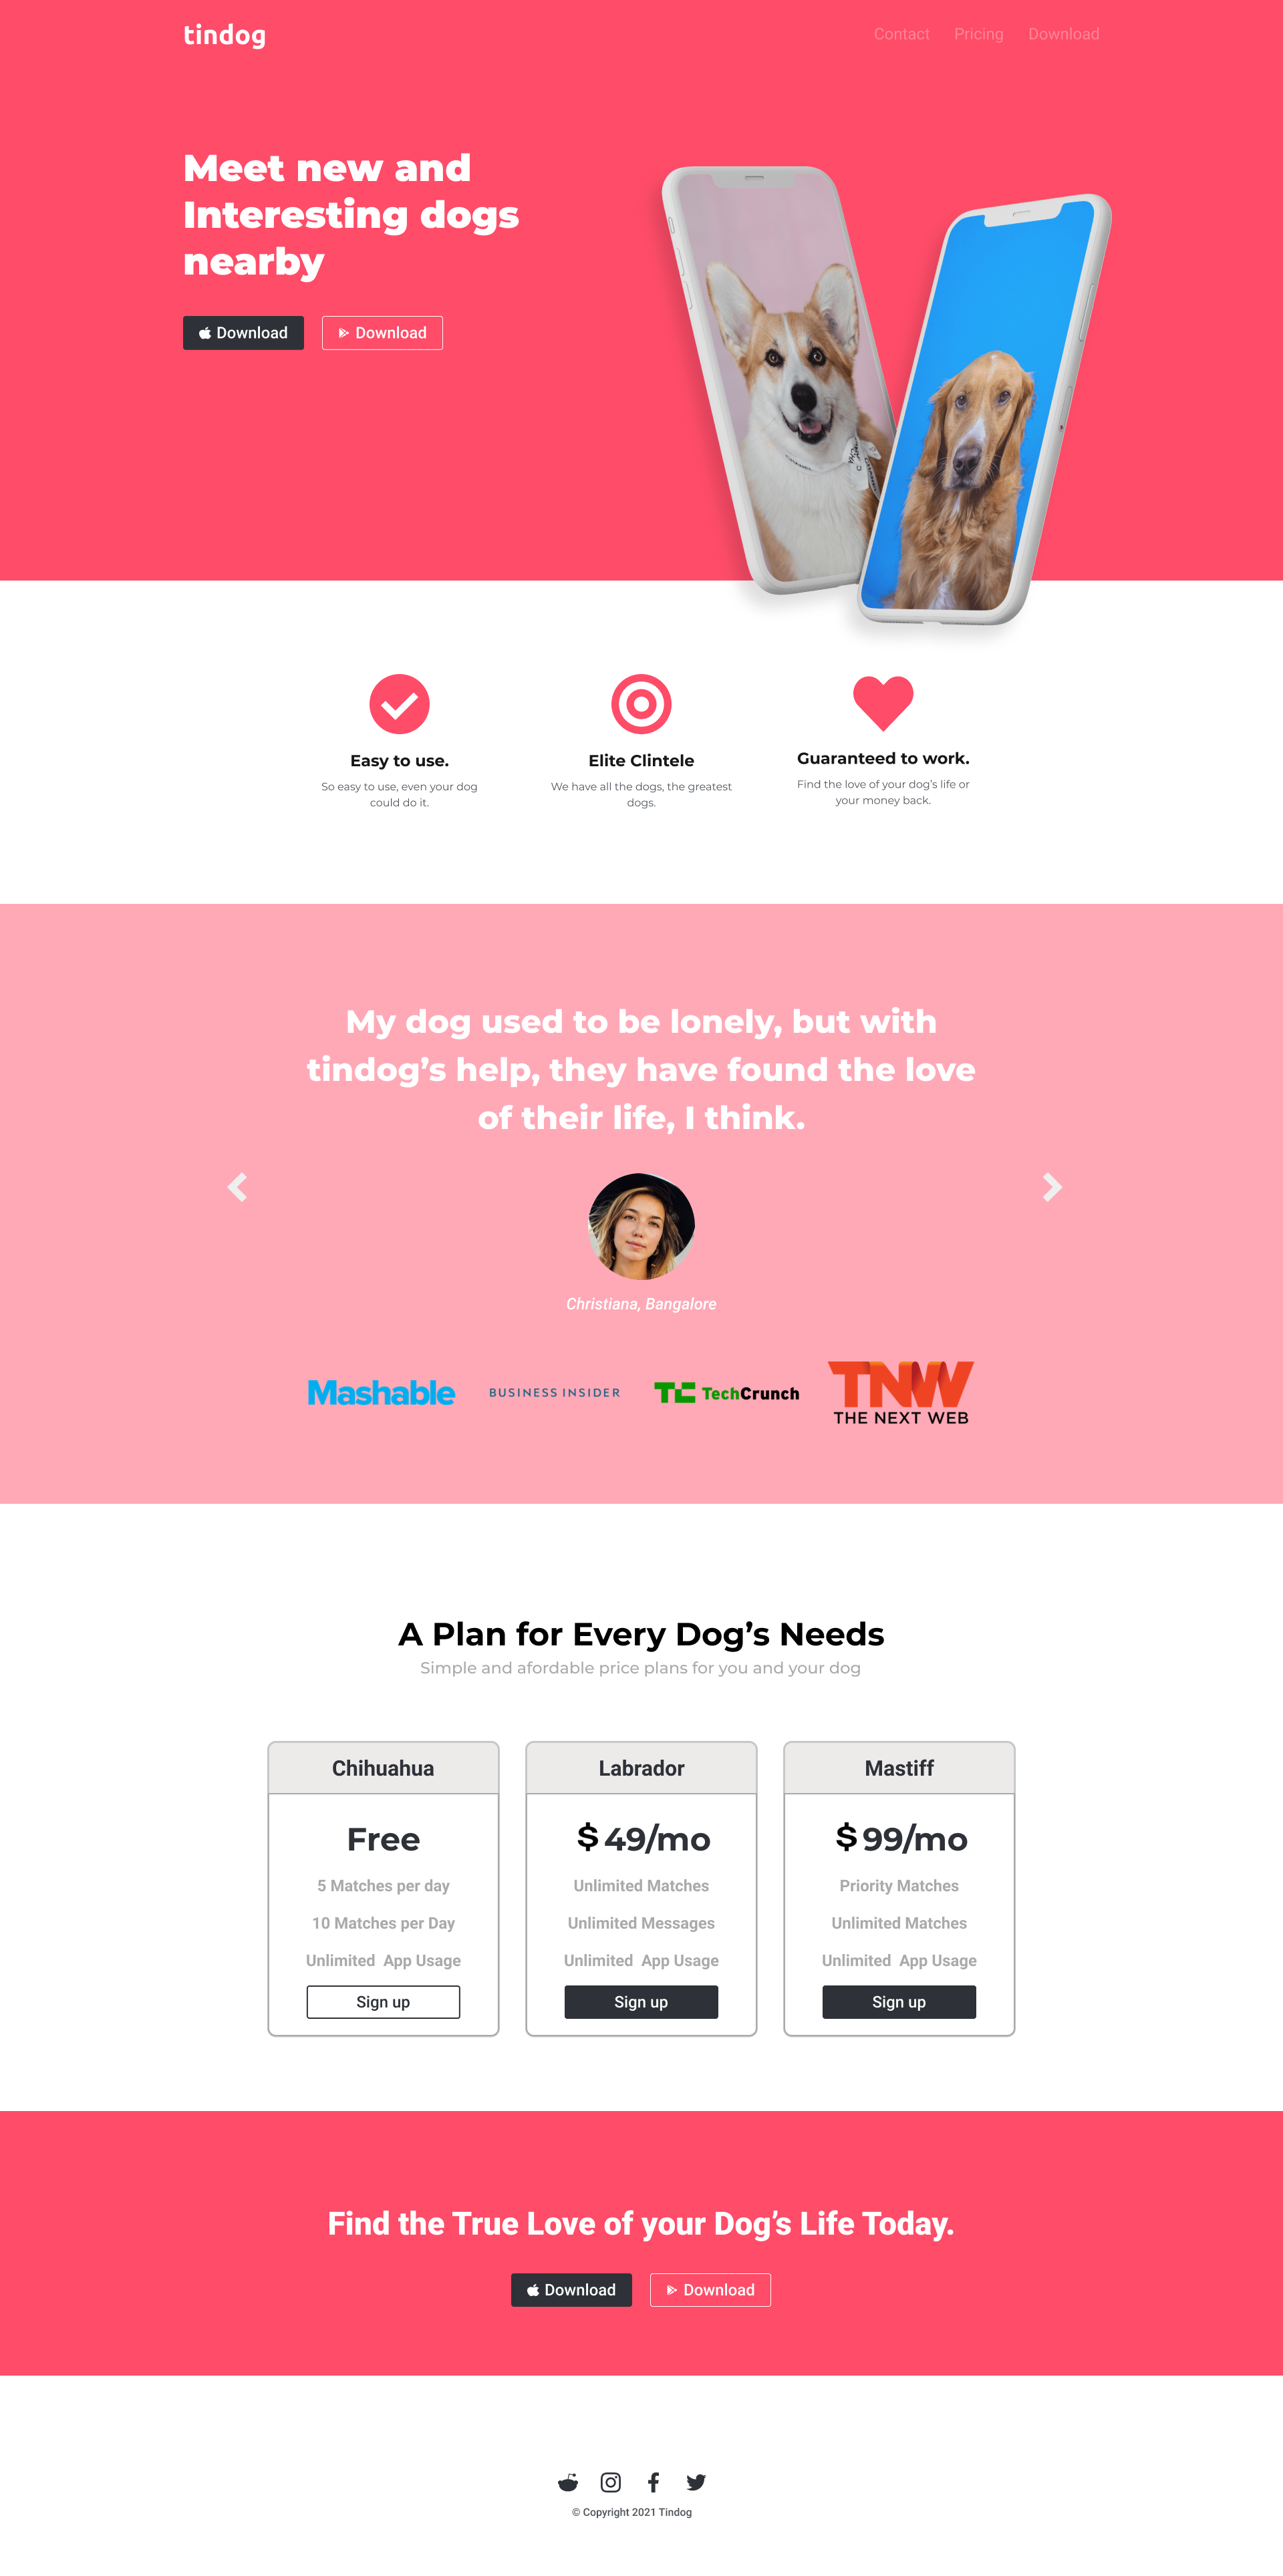 tindog
Contact Pricing Download
Meet new and
Interesting dogs
nearby
Download Download
Easy to use.
So easy to use, even your dog
could do it.
Elite Clintele
We have all the dogs, the greatest
dogs.
Guaranteed to work.
Find the love of your dog’s life or
your money back.
My dog used to be lonely, but with
tindog’s help, they have found the love
of their life, I think.
Christiana, Bangalore
Mashable
BUSINESS INSIDER
TC TechCrunch
TNW
THE NEXT WEB
A Plan for Every Dog’s Needs
Simple and afordable price plans for you and your dog
Chihuahua
Free
5 Matches per day
10 Matches per Day
Unlimited App Usage
Sign up
Labrador
$ 49/mo
Unlimited Matches
Unlimited Messages
Unlimited App Usage
Sign up
Mastiff
$ 99/mo
Priority Matches
Unlimited Matches
Unlimited App Usage
Sign up
Find the True Love of your Dog’s Life Today.
Download Download
© Copyright 2021 Tindog